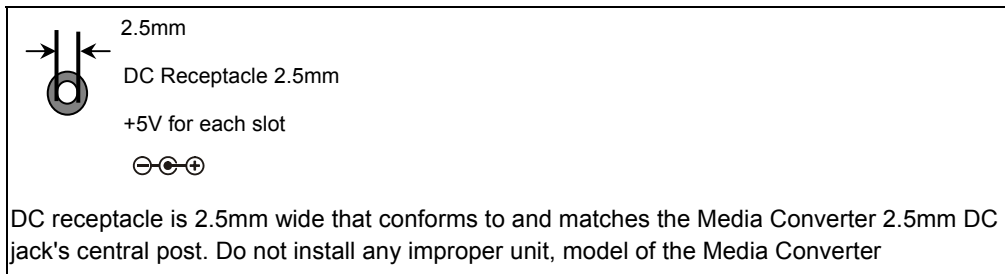 2.5mm
DC Receptacle 2.5mm
+5V for each slot
DC receptacle is 2.5mm wide that conforms to and matches the Media Converter 2.5mm DC
jack's central post. Do not install any improper unit, model of the Media Converter